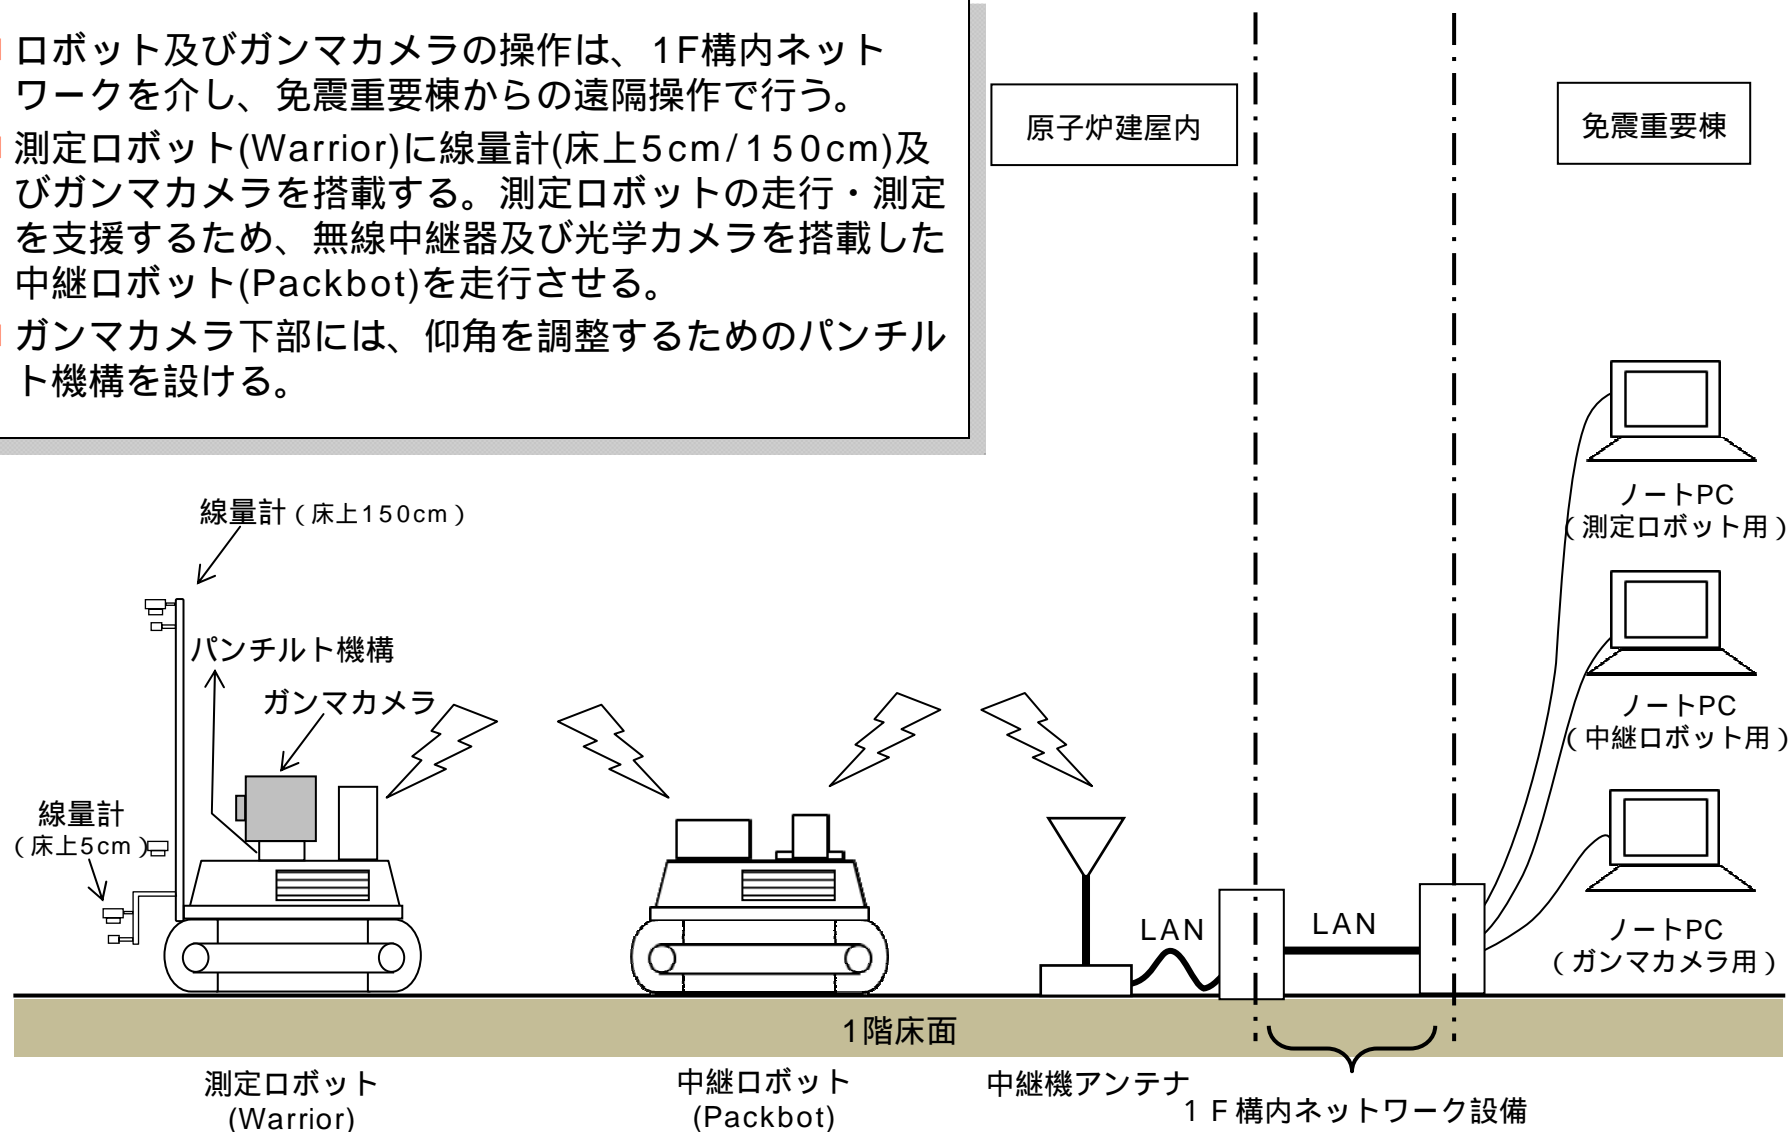 ロボット及びガンマカメラの操作は、1F構内ネット
ワークを介し、免震重要棟からの遠隔操作で行う。
測定ロボット(Warrior)に線量計(床上5cm/150cm)及
びガンマカメラを搭載する。測定ロボットの走行・測定
を支援するため、無線中継器及び光学カメラを搭載した
中継ロボット(Packbot)を走行させる。
ガンマカメラ下部には、仰角を調整するためのパンチル
ト機構を設ける。
原子炉建屋内
免震重要棟
線量計(床上150cm)
パンチルト機構
ガンマカメラ
線量計
(床上5cm)
ノートPC
(測定ロボット用)
ノートPC
(中継ロボット用)
ノートPC
(ガンマカメラ用)
LAN
LAN
1階床面
測定ロボット
(Warrior)
中継ロボット
(Packbot)
中継機アンテナ
1F構内ネットワーク設備